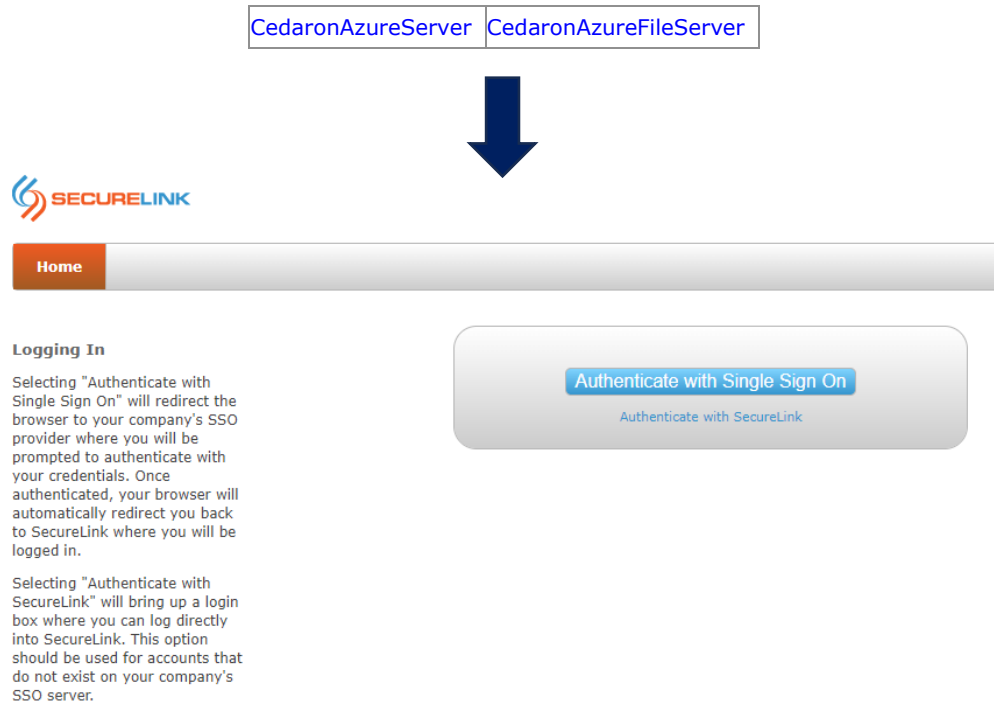 CedaronAzureServer CedaronAzureFileServer
SECURELINK
Home
Logging In
Selecting "Authenticate with
Single Sign On" will redirect the
browser to your company's SSO
provider where you will be
prompted to authenticate with
your credentials. Once
authenticated, your browser will
automatically redirect you back
to SecureLink where you will be
logged in.
Selecting "Authenticate with
SecureLink" will bring up a login
box where you can log directly
into SecureLink. This option
should be used for accounts that
do not exist on your company's
SSO server.
Authenticate with Single Sign On
Authenticate with SecureLink